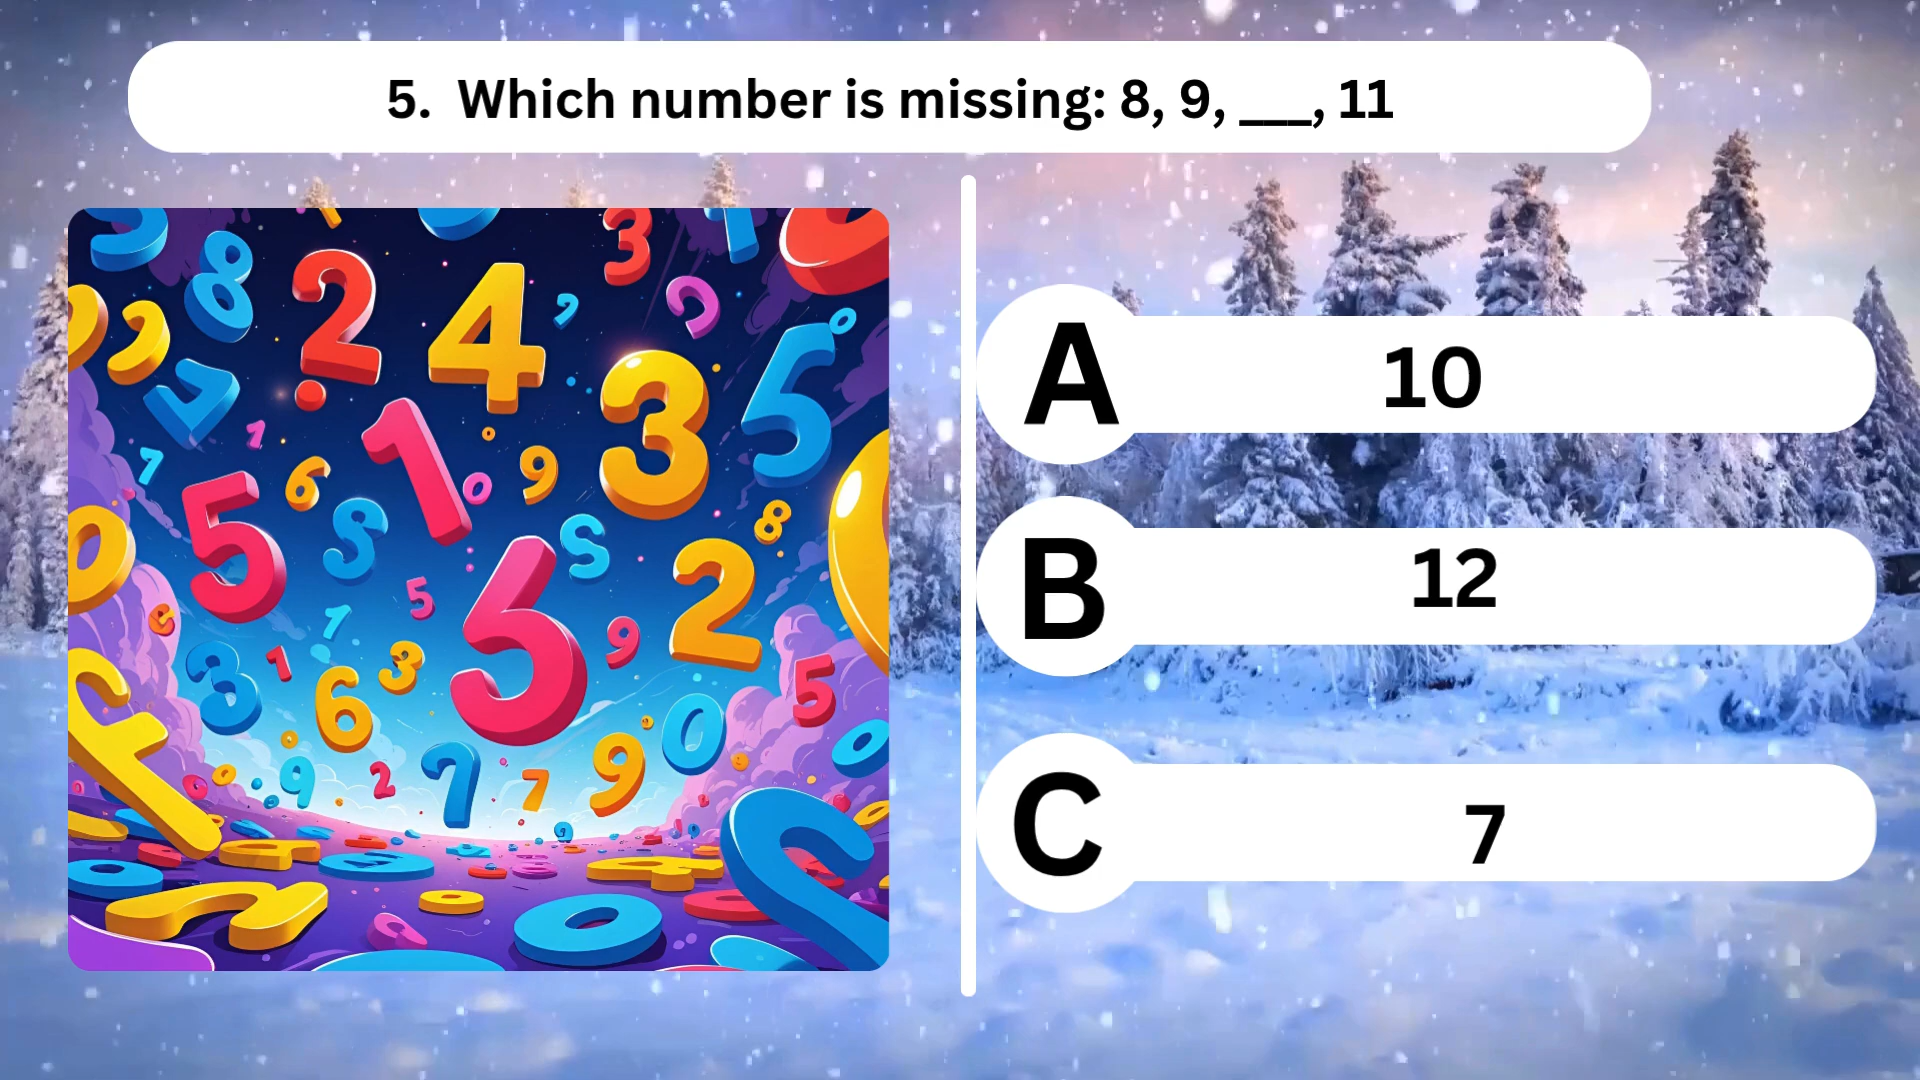 5. Which number is missing: 8, 9, ___, 11
A 10
B 12
C 7